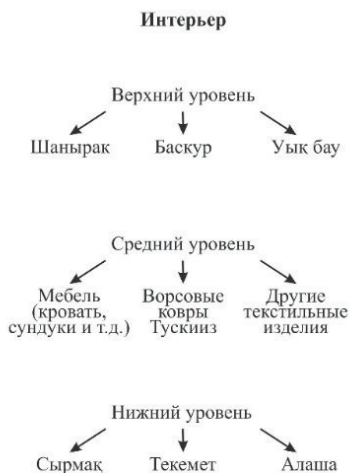 Интерьер
Верхний уровень
Шанырак Баскур Уық бау
Средний уровень
Мебель Ворсовые Другие
(кровать, ковры текстильные
сундуки и т.д.) Тускииз изделия
Нижний уровень
Сырмақ Текемет Алаша